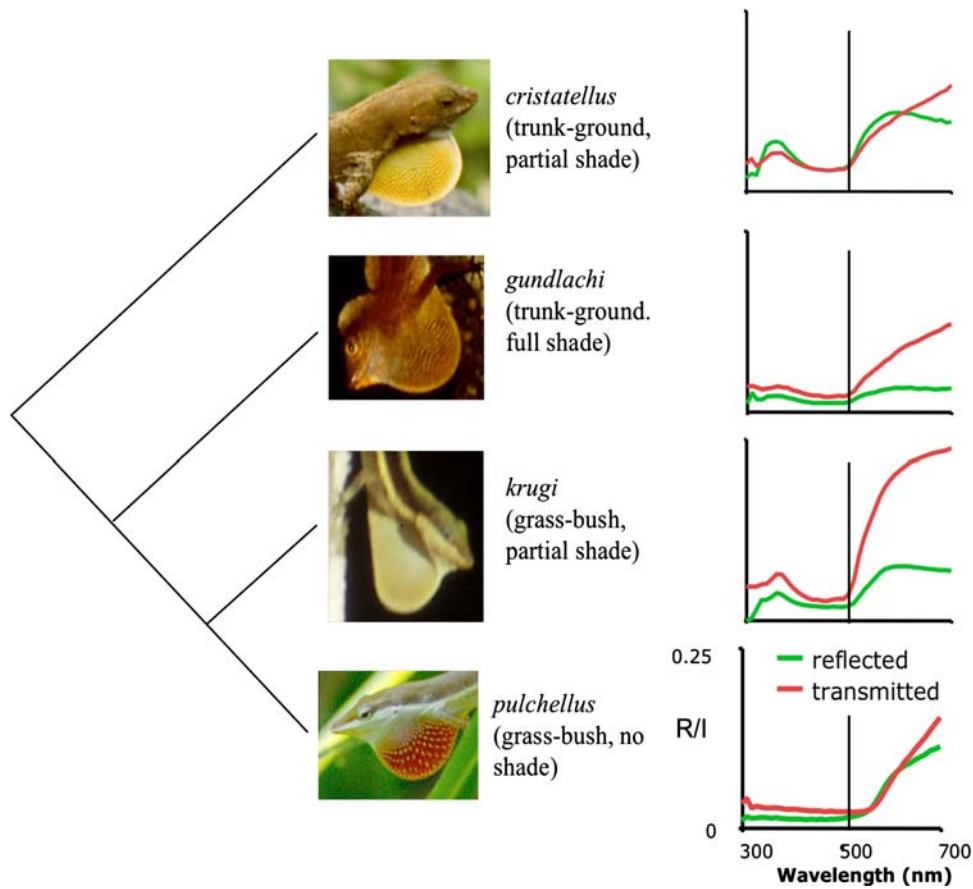 cristatellus
(trunk-ground,
partial shade)
gundlachi
(trunk-ground.
full shade)
krugi
(grass-bush,
partial shade)
pulchellus
(grass-bush, no
shade)
0.25
R/I
0
reflected
transmitted
300 500 700
Wavelength (nm)